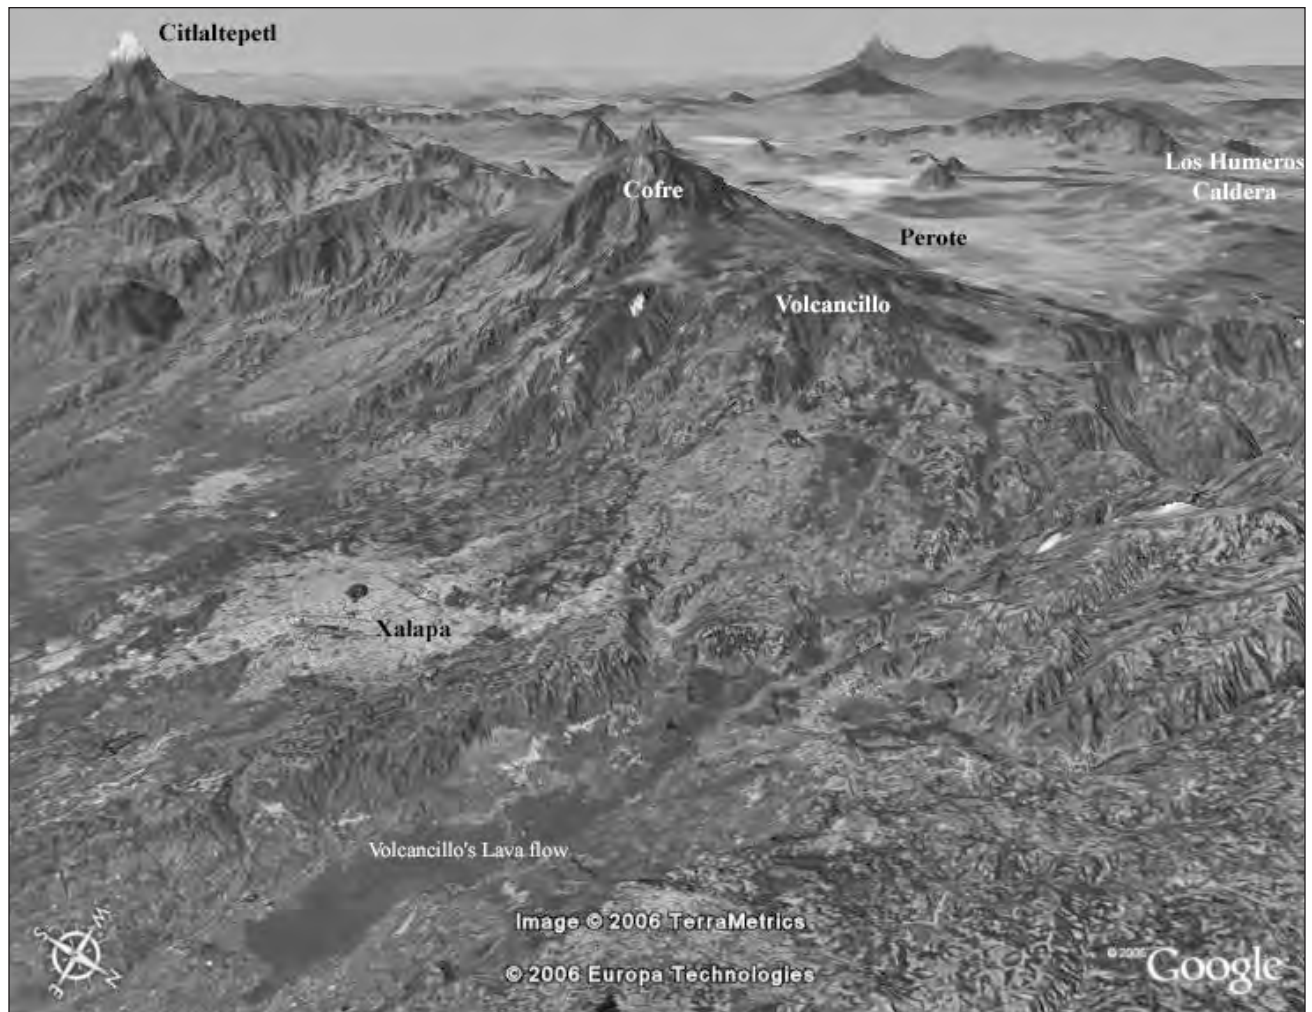 Citlaltepetl
Los Humeros
Caldera
Cofre
Perote
Volcancillo
Xalapa
Volcancillo's Lava flow
W
S
N
E
Image © 2006 TerraMetrics
© 2006 Europa Technologies
Google